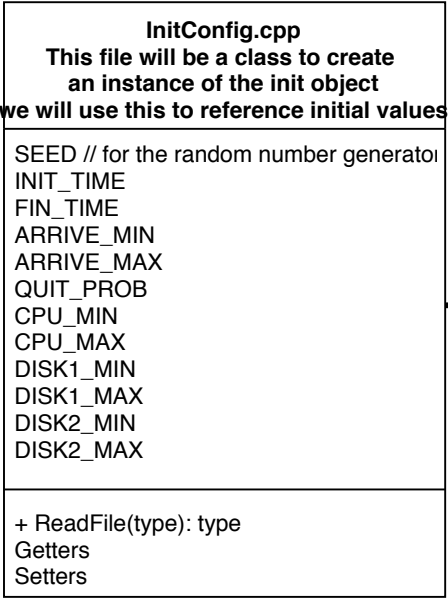 InitConfig.cpp
This file will be a class to create
an instance of the init object
we will use this to reference initial values
SEED // for the random number generator
INIT_TIME
FIN_TIME
ARRIVE_MIN
ARRIVE_MAX
QUIT_PROB
CPU_MIN
CPU_MAX
DISK1_MIN
DISK1_MAX
DISK2_MIN
DISK2_MAX
+ ReadFile(type): type
Getters
Setters